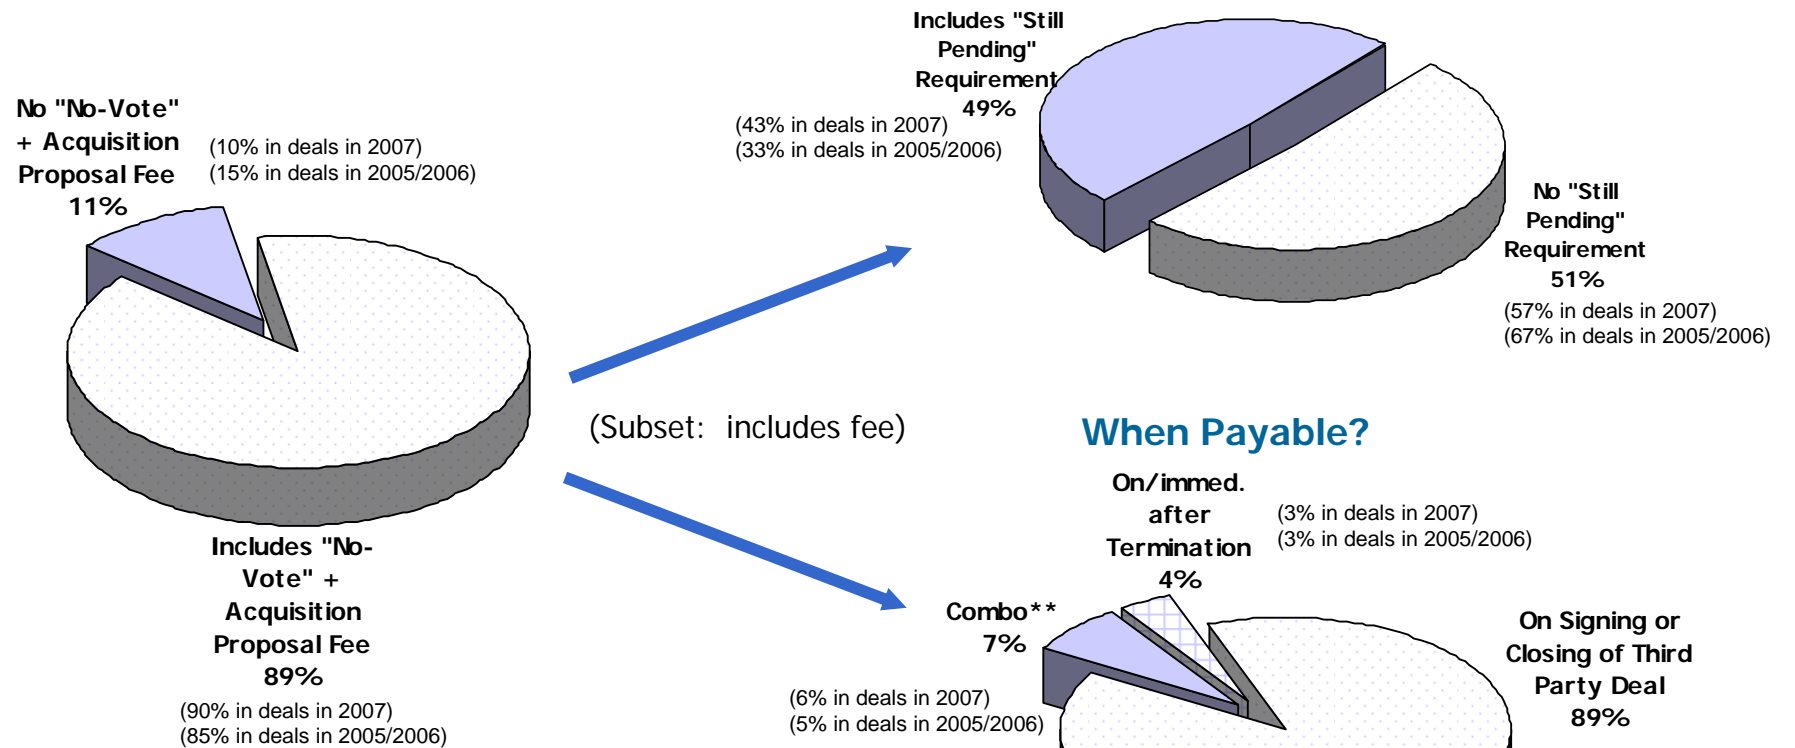 No "No-Vote"
+ Acquisition
Proposal Fee
11%
(10% in deals in 2007)
(15% in deals in 2005/2006)
Includes "No-
Vote" +
Acquisition
Proposal Fee
89%
(90% in deals in 2007)
(85% in deals in 2005/2006)
(Subset: includes fee)
Includes "Still
Pending"
Requirement
49%
(43% in deals in 2007)
(33% in deals in 2005/2006)
No "Still
Pending"
Requirement
51%
(57% in deals in 2007)
(67% in deals in 2005/2006)
When Payable?
On/immed.
after
Termination
4%
(3% in deals in 2007)
(3% in deals in 2005/2006)
Combo**
7%
(6% in deals in 2007)
(5% in deals in 2005/2006)
On Signing or
Closing of Third
Party Deal
89%